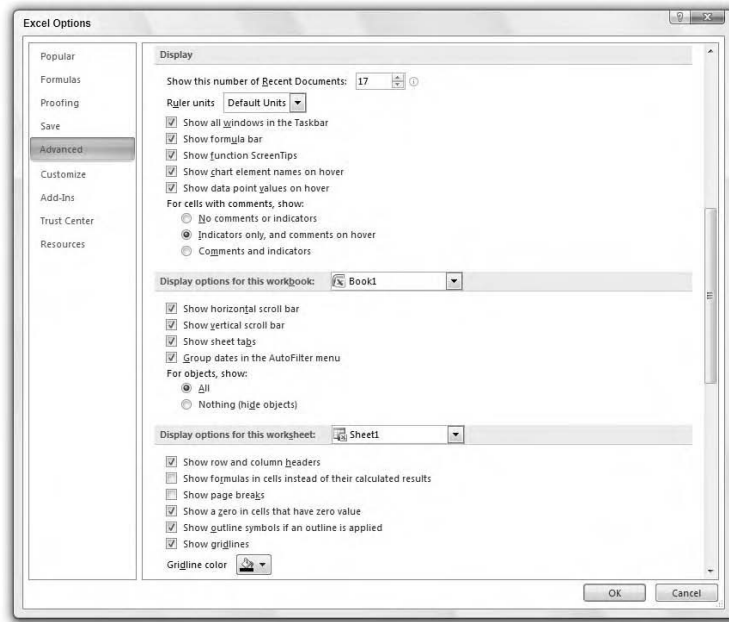 Excel Options
Popular
Formulas
Proofing
Save
Advanced
Customize
Add-Ins
Trust Center
Resources
Display
Show this number of Recent Documents: 17
Ruler units Default Units
Show all windows in the Taskbar
Show formula bar
Show function ScreenTips
Show chart element names on hover
Show data point values on hover
For cells with comments, show:
No comments or indicators
Indicators only, and comments on hover
Comments and indicators
Display options for this workbook: Book1
Show horizontal scroll bar
Show vertical scroll bar
Show sheet tabs
Group dates in the AutoFilter menu
For objects, show:
All
Nothing (hide objects)
Display options for this worksheet: Sheet1
Show row and column headers
Show formulas in cells instead of their calculated results
Show page breaks
Show a zero in cells that have zero value
Show outline symbols if an outline is applied
Show gridlines
Gridline color
OK Cancel